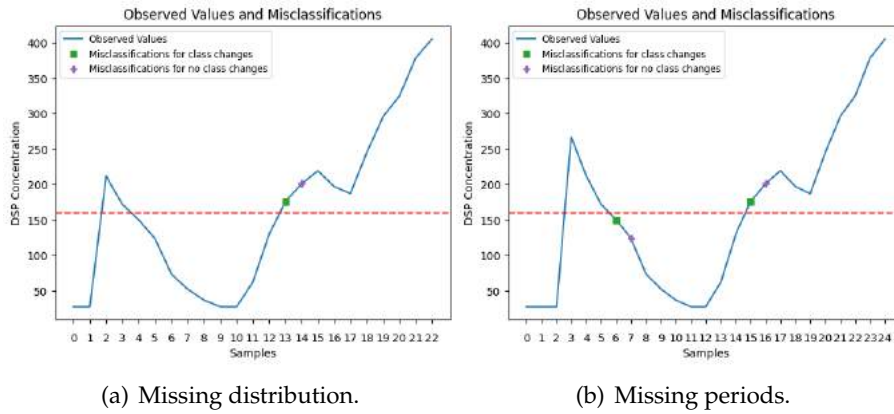 Observed Values and Misclassifications
Observed Values
Misclassifications for class changes
Misclassifications for no class changes
DSP Concentration
400
350
300
250
200
150
100
50
0 1 2 3 4 5 6 7 8 9 10 11 12 13 14 15 16 17 18 19 20 21 22
Samples
(a) Missing distribution.
Observed Values and Misclassifications
Observed Values
Misclassifications for class changes
Misclassifications for no class changes
DSP Concentration
400
350
300
250
200
150
100
50
0 1 2 3 4 5 6 7 8 9 10 11 12 13 14 15 16 17 18 19 20 21 22 23 24
Samples
(b) Missing periods.